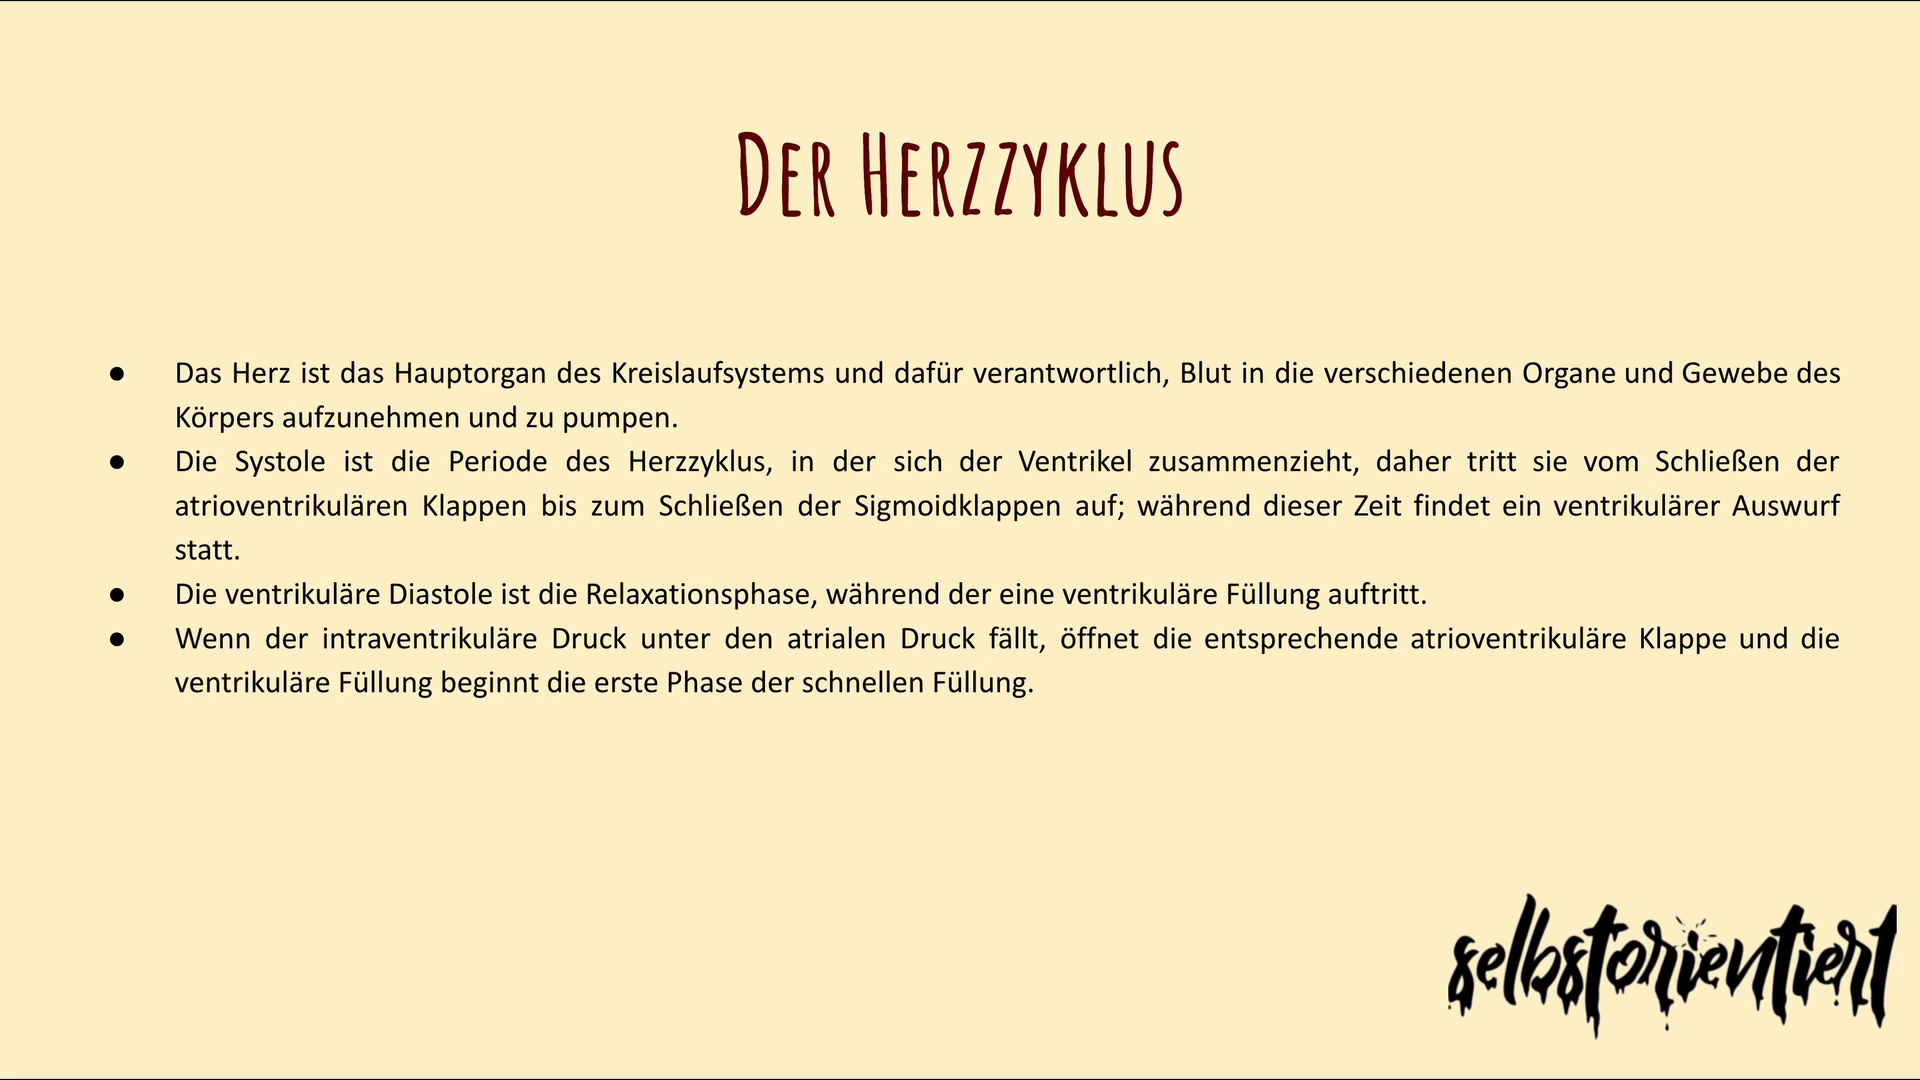 Der Herzzyklus
● Das Herz ist das Hauptorgan des Kreislaufsystems und dafür verantwortlich, Blut in die verschiedenen Organe und Gewebe des
Körpers aufzunehmen und zu pumpen.
● Die Systole ist die Periode des Herzzyklus, in der sich der Ventrikel zusammenzieht, daher tritt sie vom Schließen der
atrioventrikulären Klappen bis zum Schließen der Sigmoidklappen auf; während dieser Zeit findet ein ventrikulärer Auswurf
statt.
● Die ventrikuläre Diastole ist die Relaxationsphase, während der eine ventrikuläre Füllung auftritt.
● Wenn der intraventrikuläre Druck unter den atrialen Druck fällt, öffnet die entsprechende atrioventrikuläre Klappe und die
ventrikuläre Füllung beginnt die erste Phase der schnellen Füllung.
selbstorientiert